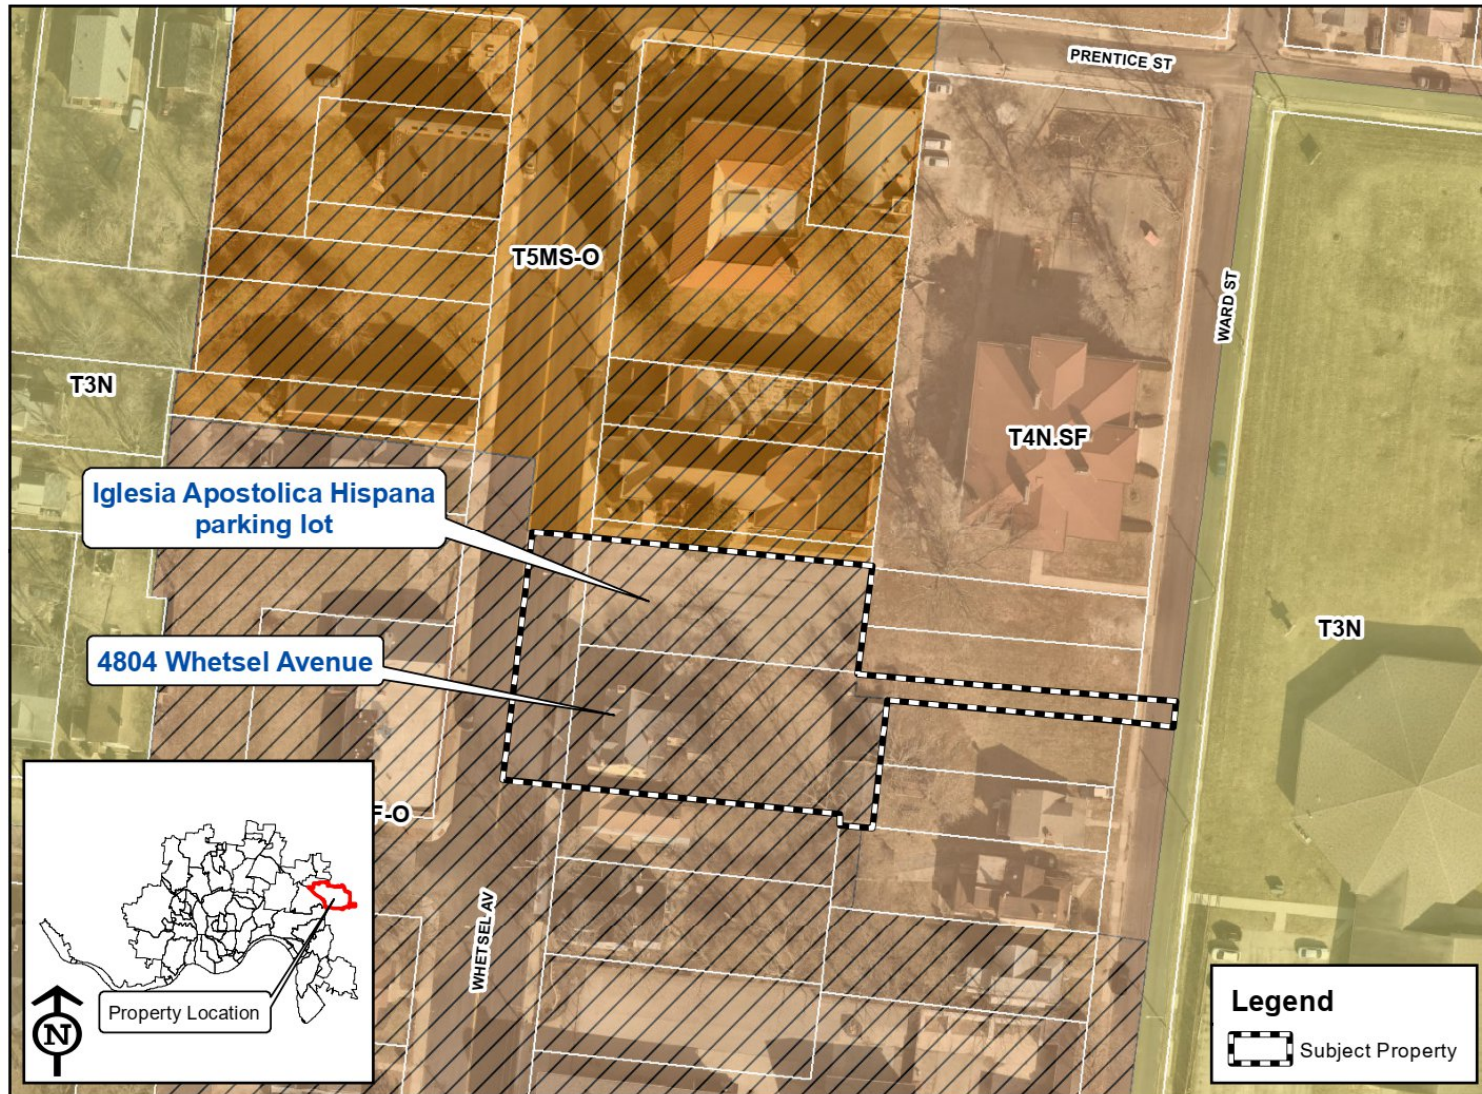 PRENTICE ST
T5MS-O
WARD ST
T3N
T4N.SF
Iglesia Apostolica Hispana
parking lot
T3N
4804 Whetsel Avenue
F-O
WHETSEL AV
Property Location
N
Legend
Subject Property